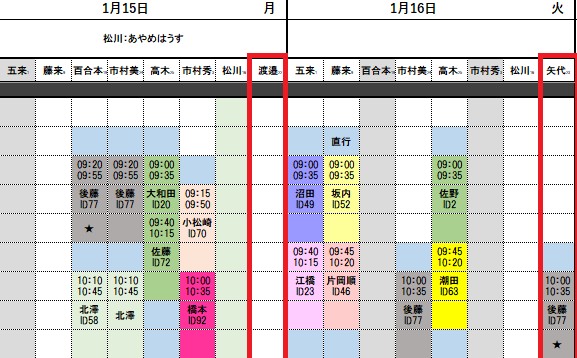 1月15日 月 1月16日 火
松川:あやめはうす
五来 藤来 百合本 市村美 高木 市村秀 松川 渡邉 五来 藤来 百合本 市村美 高木 市村秀 松川 矢代
直行
09:20 09:20 09:00 09:00 09:00 09:00
09:55 09:55 09:35 09:35 09:35 09:35
後藤 後藤 大和田 09:15 沼田 坂内 佐野
ID77 ID77 ID20 09:50 ID49 ID52 ID2
★ 09:40 小松崎
10:15 ID70
佐藤 09:40 09:45 09:40
ID72 10:15 10:20 10:15
10:10 10:10 10:00 江橋 片岡順 10:00 潮田 10:00
10:45 10:45 10:35 ID23 ID46 10:35 ID63 10:35
北澤 北澤 橋本 後藤 後藤
ID58 ID92 ID77 ID77
★